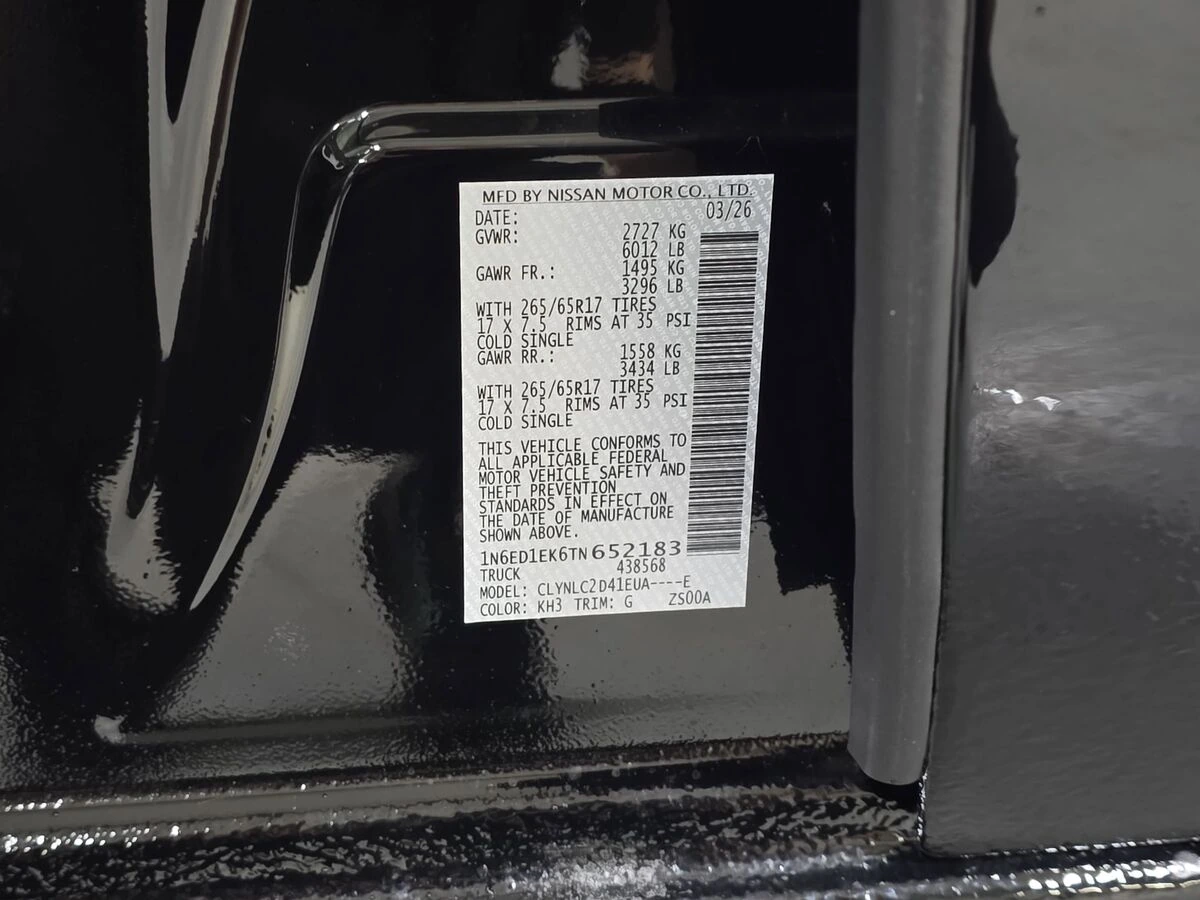 MFD BY NISSAN MOTOR CO., LTD.
DATE: 03/26
GVWR: 2727 KG
6012 LB
GAWR FR.: 1495 KG
3296 LB
WITH 265/65R17 TIRES
17 X 7.5 RIMS AT 35 PSI
COLD SINGLE
GAWR RR.: 1558 KG
3434 LB
WITH 265/65R17 TIRES
17 X 7.5 RIMS AT 35 PSI
COLD SINGLE
THIS VEHICLE CONFORMS TO
ALL APPLICABLE FEDERAL
MOTOR VEHICLE SAFETY AND
THEFT PREVENTION
STANDARDS IN EFFECT ON
THE DATE OF MANUFACTURE
SHOWN ABOVE.
1N6ED1EK6TN652183
TRUCK 438568
MODEL: CLYNLC2D41EUA----E
COLOR: KH3 TRIM: G ZS00A